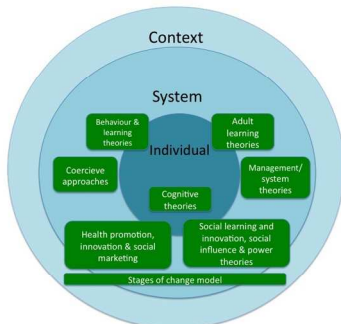 Context
System
Behaviour &
learning
theories
Adult
learning
theories
Individual
Coercieve
approaches
Management/
system
theories
Cognitive
theories
Health promotion,
innovation & social
marketing
Social learning and
innovation, social
influence & power
theories
Stages of change model